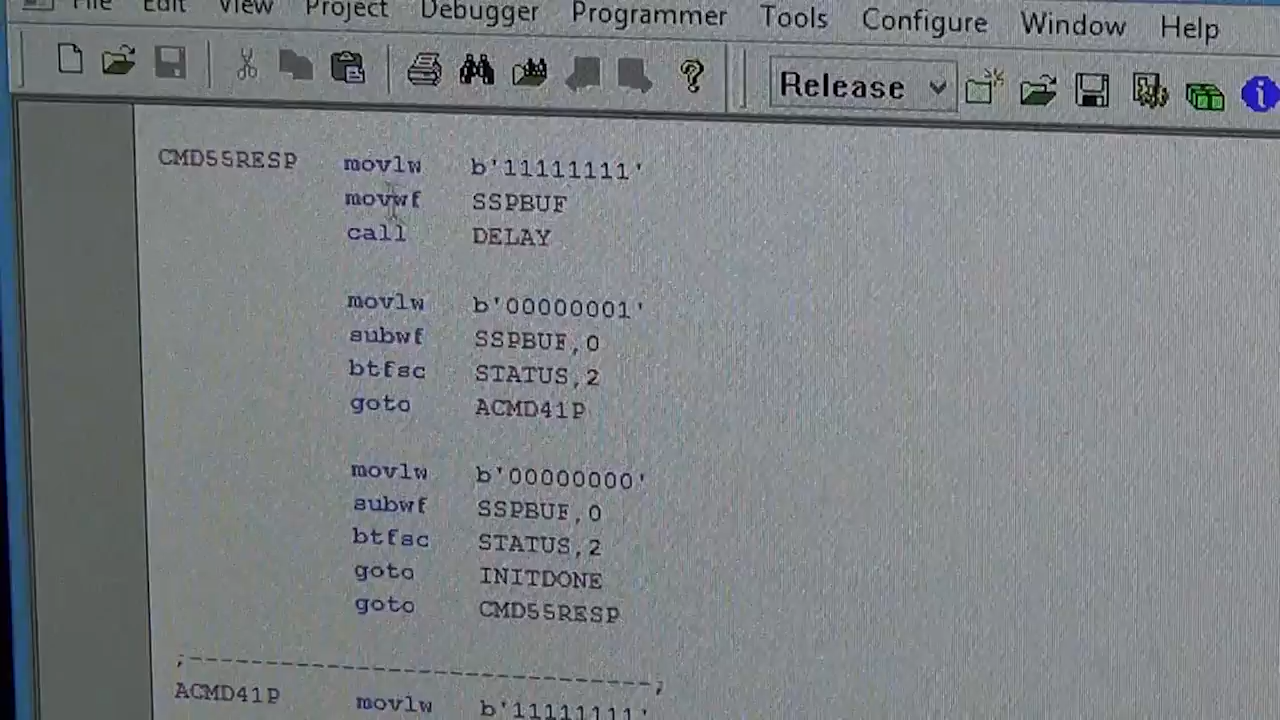 File Edit View Project Debugger Programmer Tools Configure Window Help
Release
CMD55RESP movlw b'11111111'
movwf SSPBUF
call DELAY
movlw b'00000001'
subwf SSPBUF,0
btfsc STATUS,2
goto ACMD41P
movlw b'00000000'
subwf SSPBUF,0
btfsc STATUS,2
goto INITDONE
goto CMD55RESP
;------------------------------;
ACMD41P movlw b'11111111'